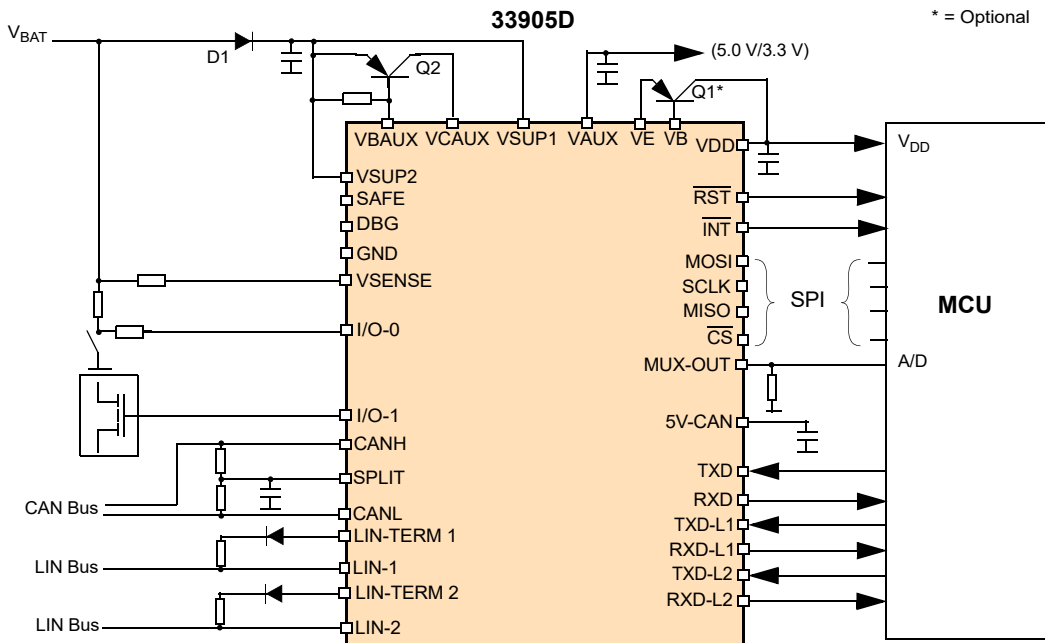 33905D
* = Optional
VBAT
D1
Q2
(5.0 V/3.3 V)
Q1*
VBAUX VCAUX VSUP1 VAUX VE VB
VDD
VDD
VSUP2
SAFE
RST
DBG
INT
GND
MOSI
VSENSE
SCLK
SPI
MCU
MISO
I/O-0
CS
MUX-OUT
A/D
I/O-1
5V-CAN
CANH
TXD
SPLIT
RXD
CAN Bus
CANL
TXD-L1
LIN-TERM 1
RXD-L1
LIN Bus
LIN-1
TXD-L2
LIN-TERM 2
RXD-L2
LIN Bus
LIN-2